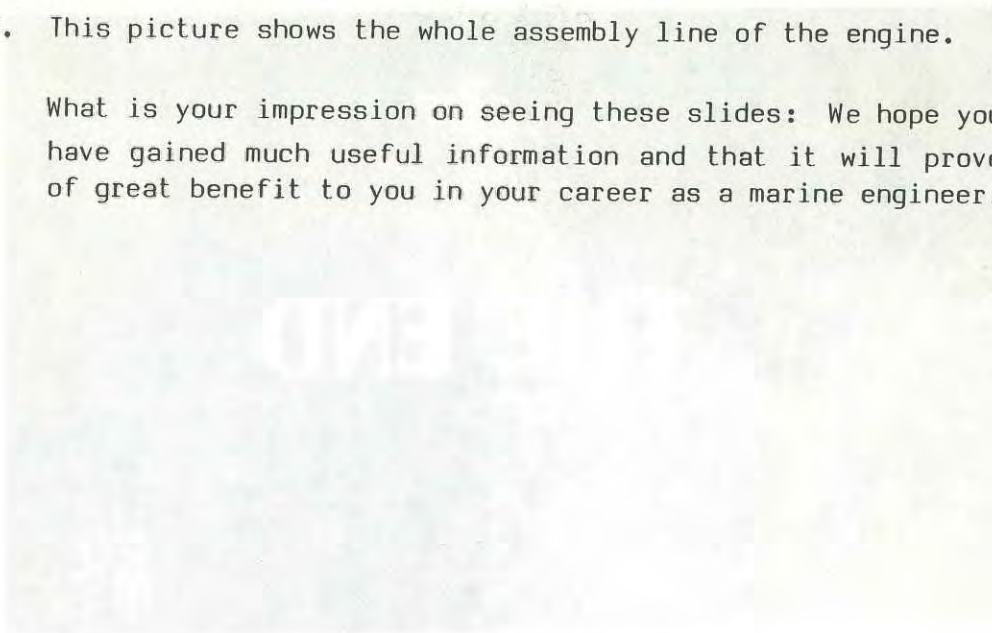 . This picture shows the whole assembly line of the engine.
What is your impression on seeing these slides: We hope you
have gained much useful information and that it will prove
of great benefit to you in your career as a marine engineer
THE END